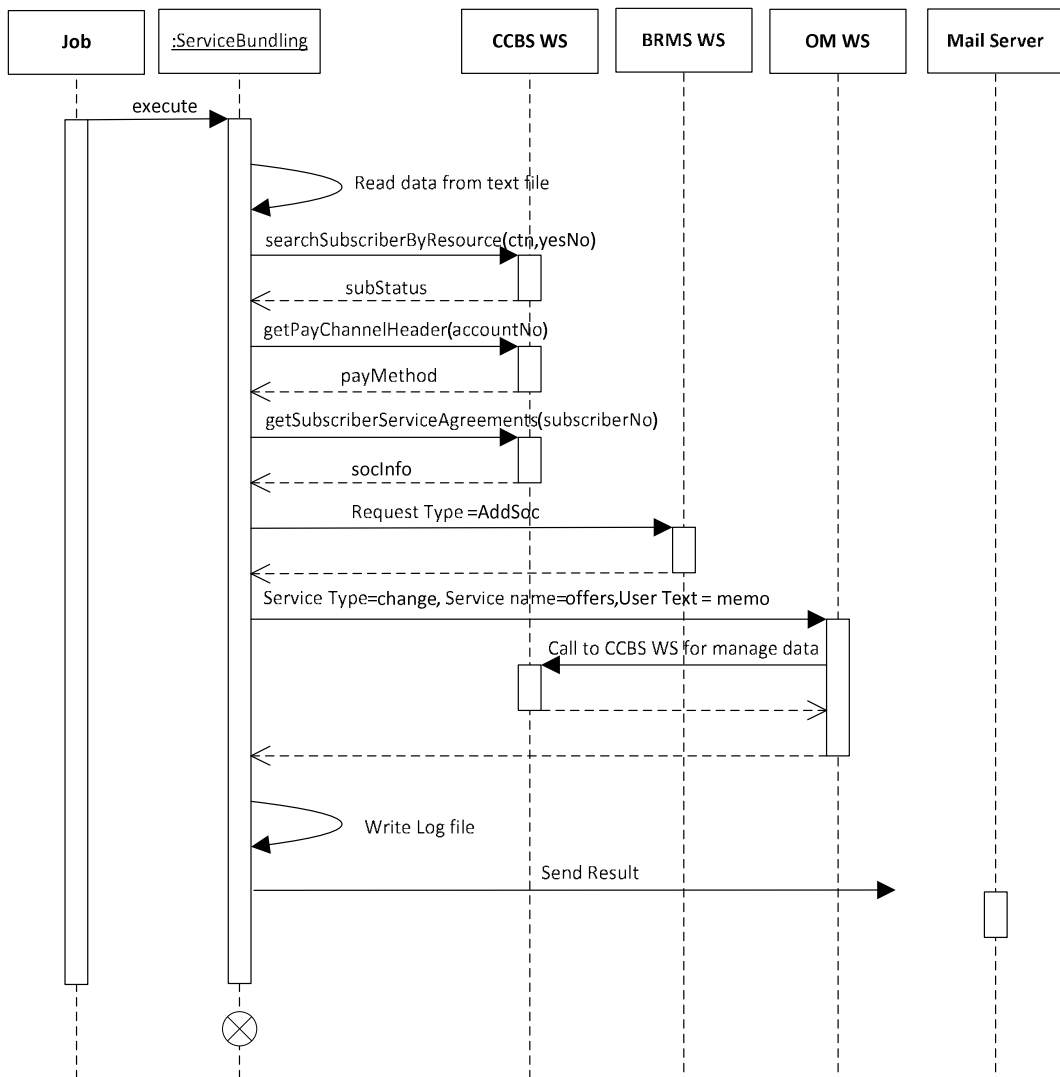 Job
:ServiceBundling
CCBS WS
BRMS WS
OM WS
Mail Server
execute
Read data from text file
searchSubscriberByResource(ctn,yesNo)
subStatus
getPayChannelHeader(accountNo)
payMethod
getSubscriberServiceAgreements(subscriberNo)
socInfo
Request Type =AddSoc
Service Type=change, Service name=offers,User Text = memo
Call to CCBS WS for manage data
Write Log file
Send Result